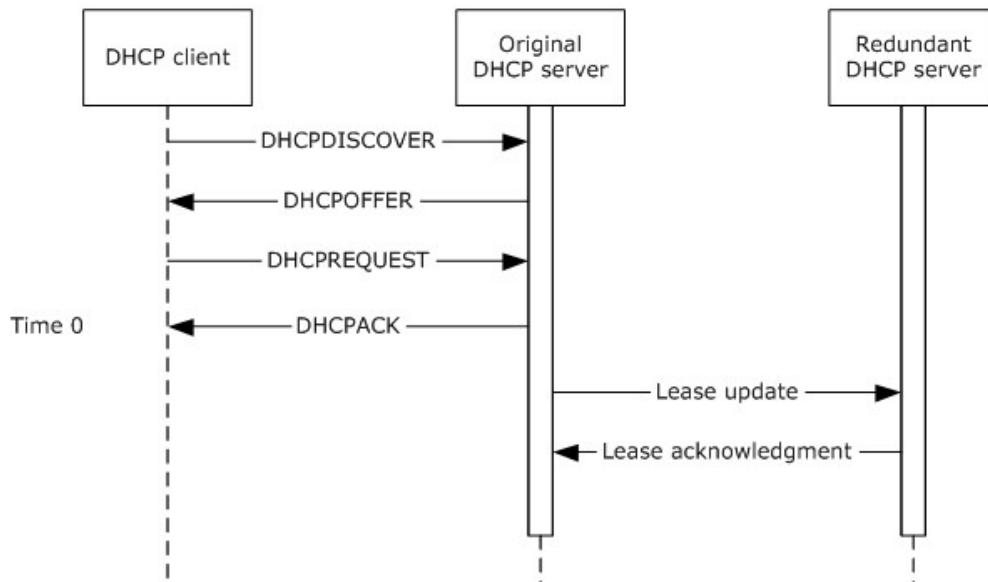 DHCP client
Original
DHCP server
Redundant
DHCP server
DHCPDISCOVER
DHCPOFFER
DHCPREQUEST
Time 0
DHCPACK
Lease update
Lease acknowledgment